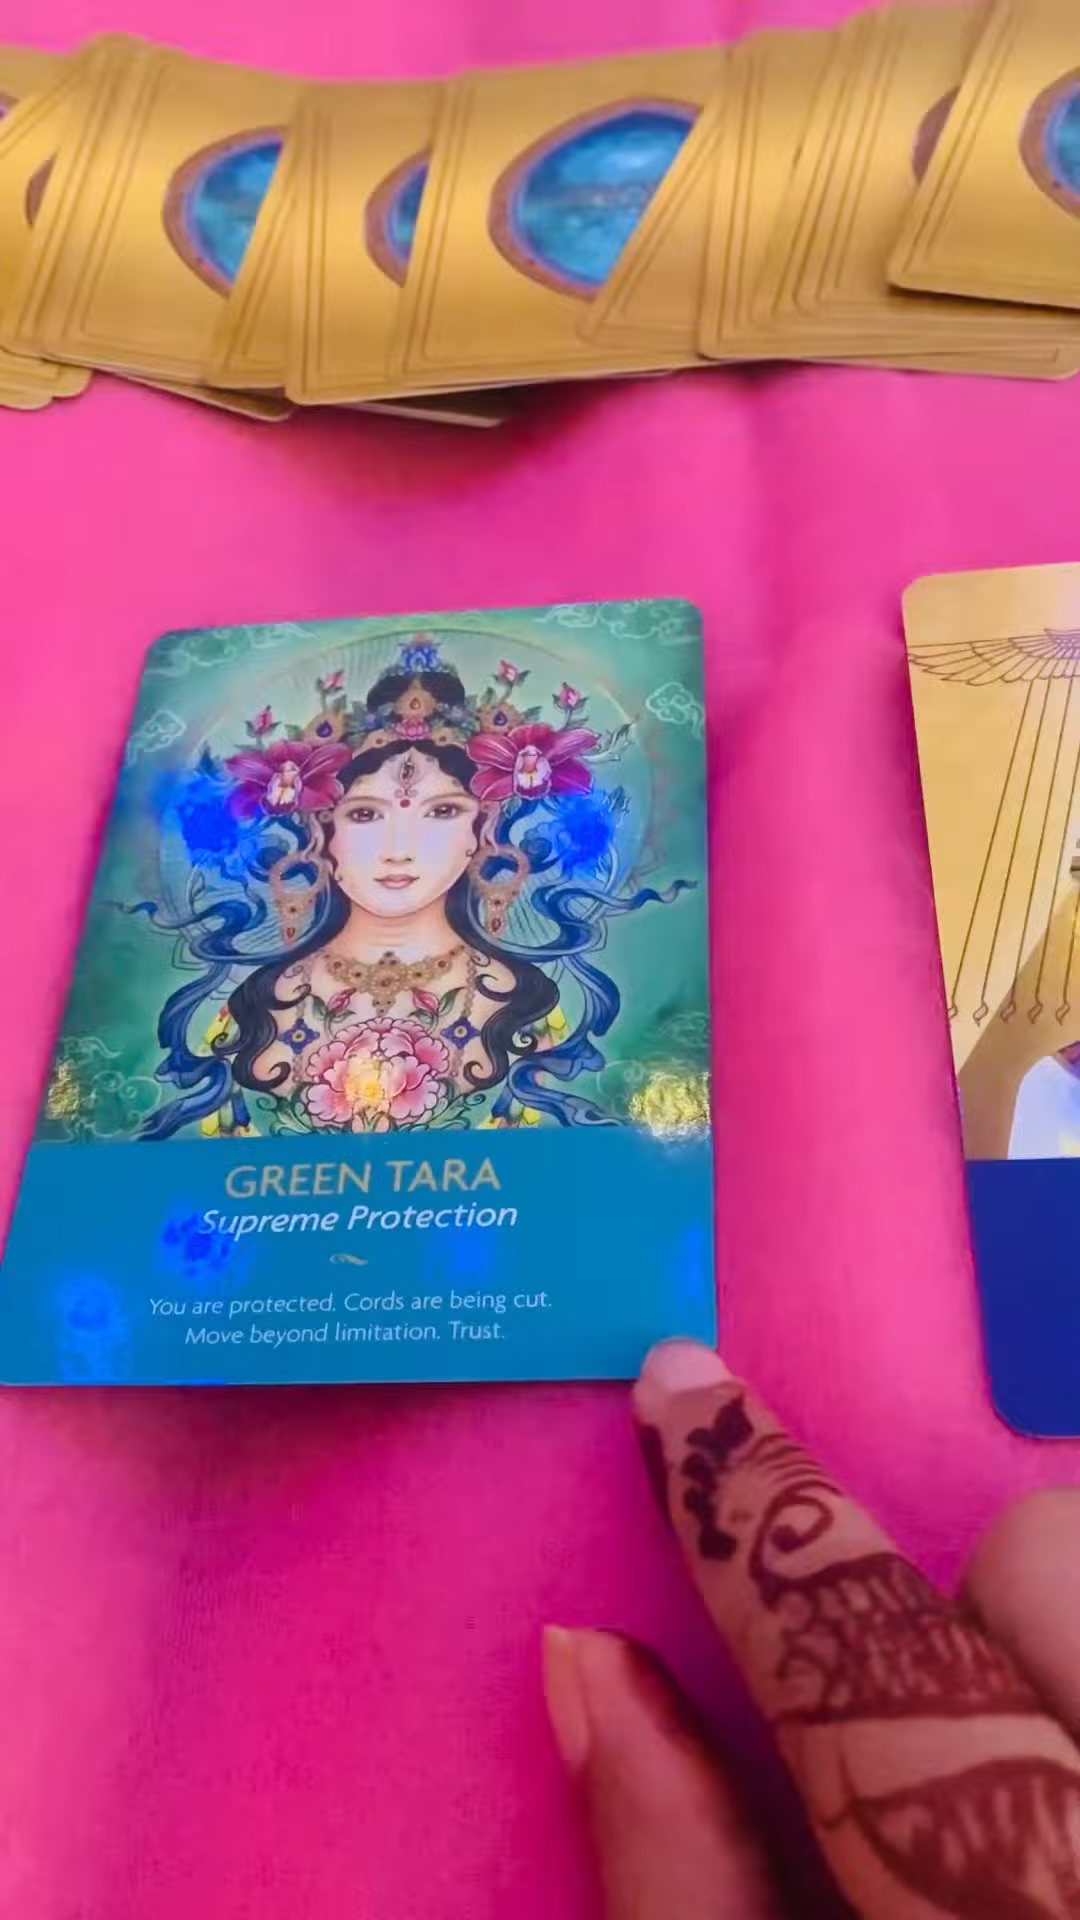 GREEN TARA
Supreme Protection
You are protected. Cords are being cut.
Move beyond limitation. Trust.